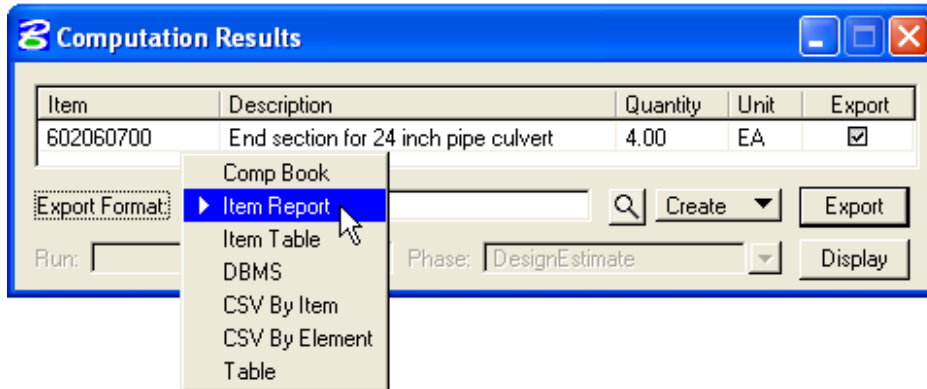 Computation Results
Item Description Quantity Unit Export
602060700 End section for 24 inch pipe culvert 4.00 EA
Export Format: Create Export
Run: Phase: DesignEstimate Display
Comp Book
Item Report
Item Table
DBMS
CSV By Item
CSV By Element
Table